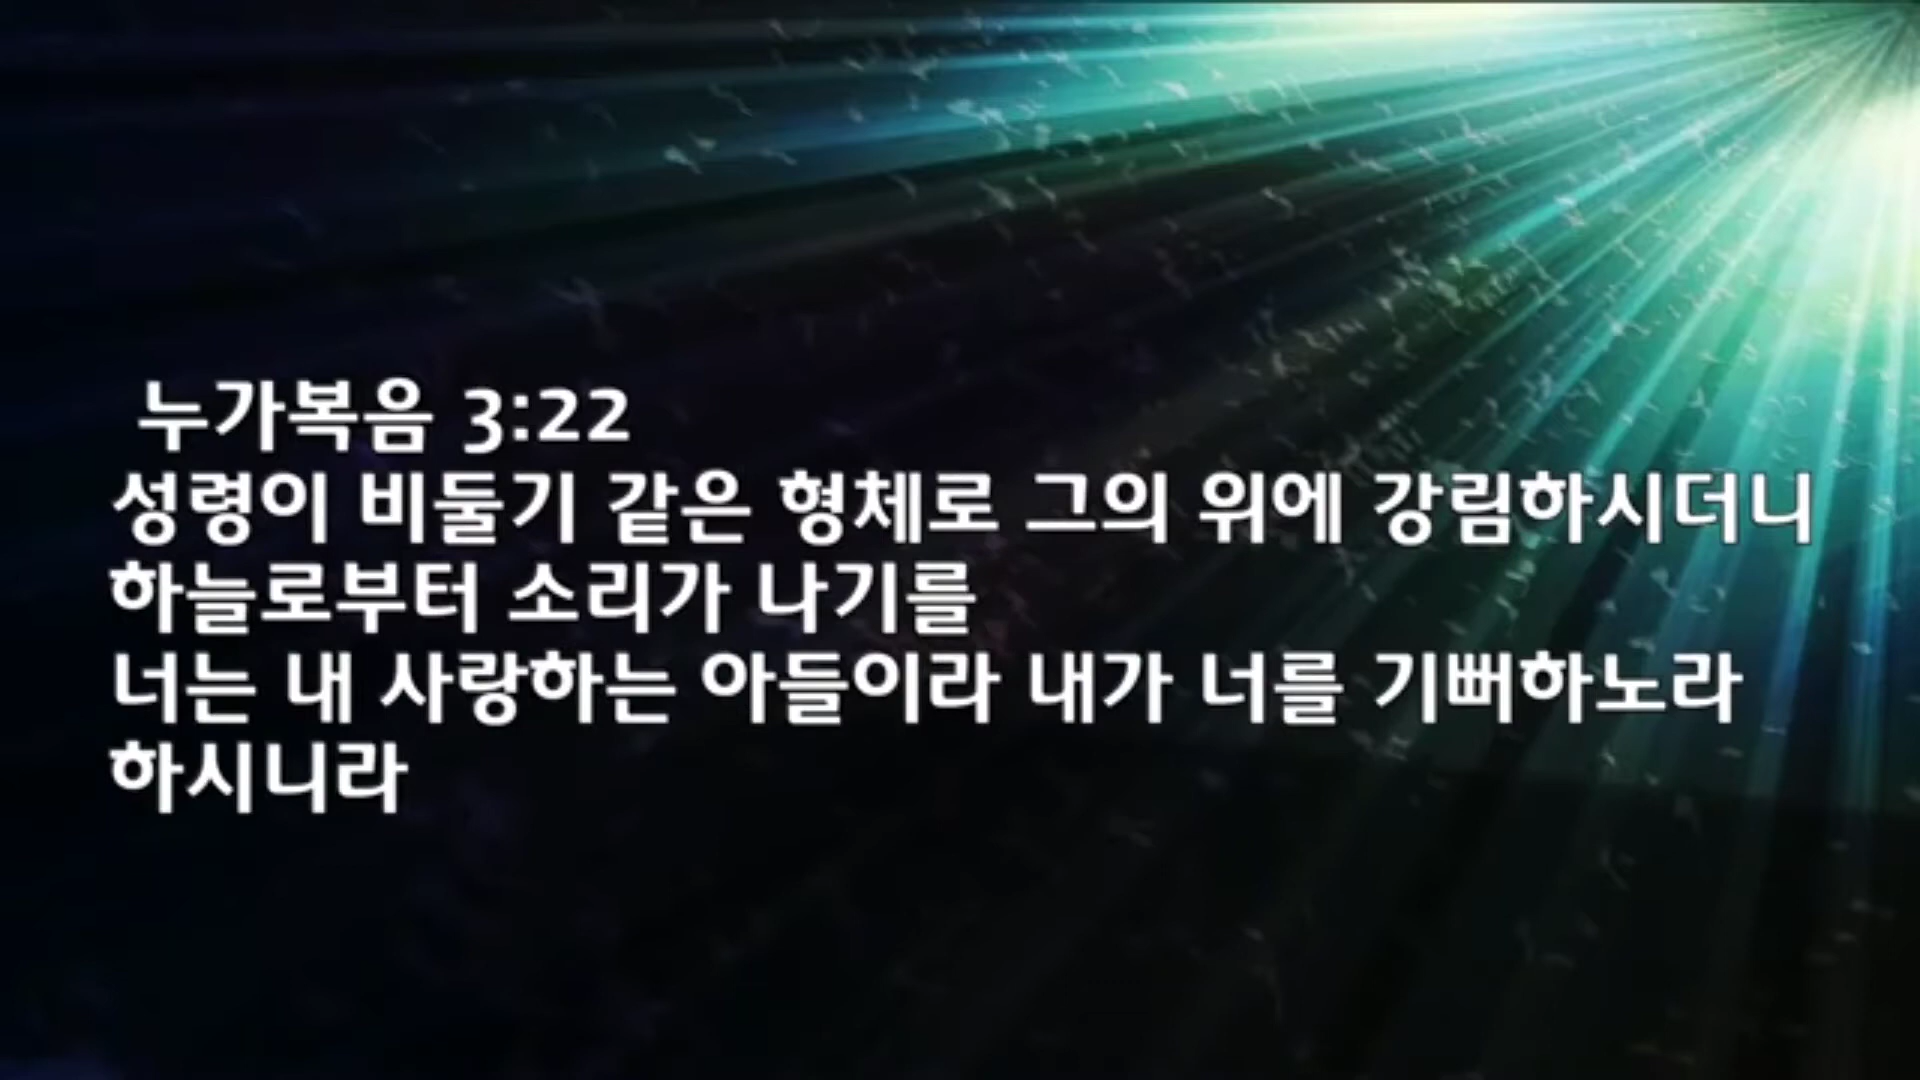 누가복음 3:22
성령이 비둘기 같은 형체로 그의 위에 강림하시더니
하늘로부터 소리가 나기를
너는 내 사랑하는 아들이라 내가 너를 기뻐하노라
하시니라